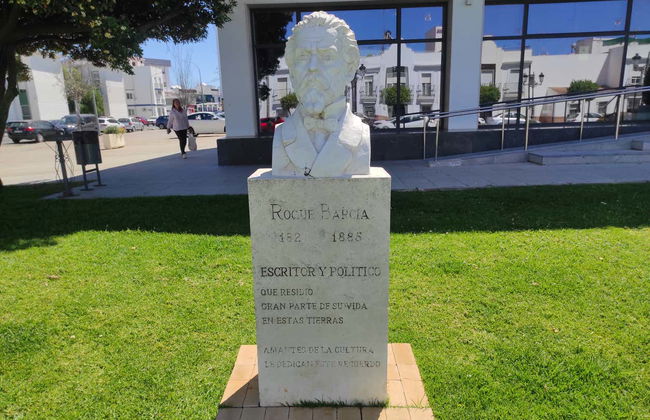 ROQUE BARCIA
182 1885
ESCRITOR Y POLITICO
QUE RESIDIO
GRAN PARTE DE SU VIDA
EN ESTAS TIERRAS
AMANTES DE LA CULTURA
LE DEDICAN ESTE RECUERDO